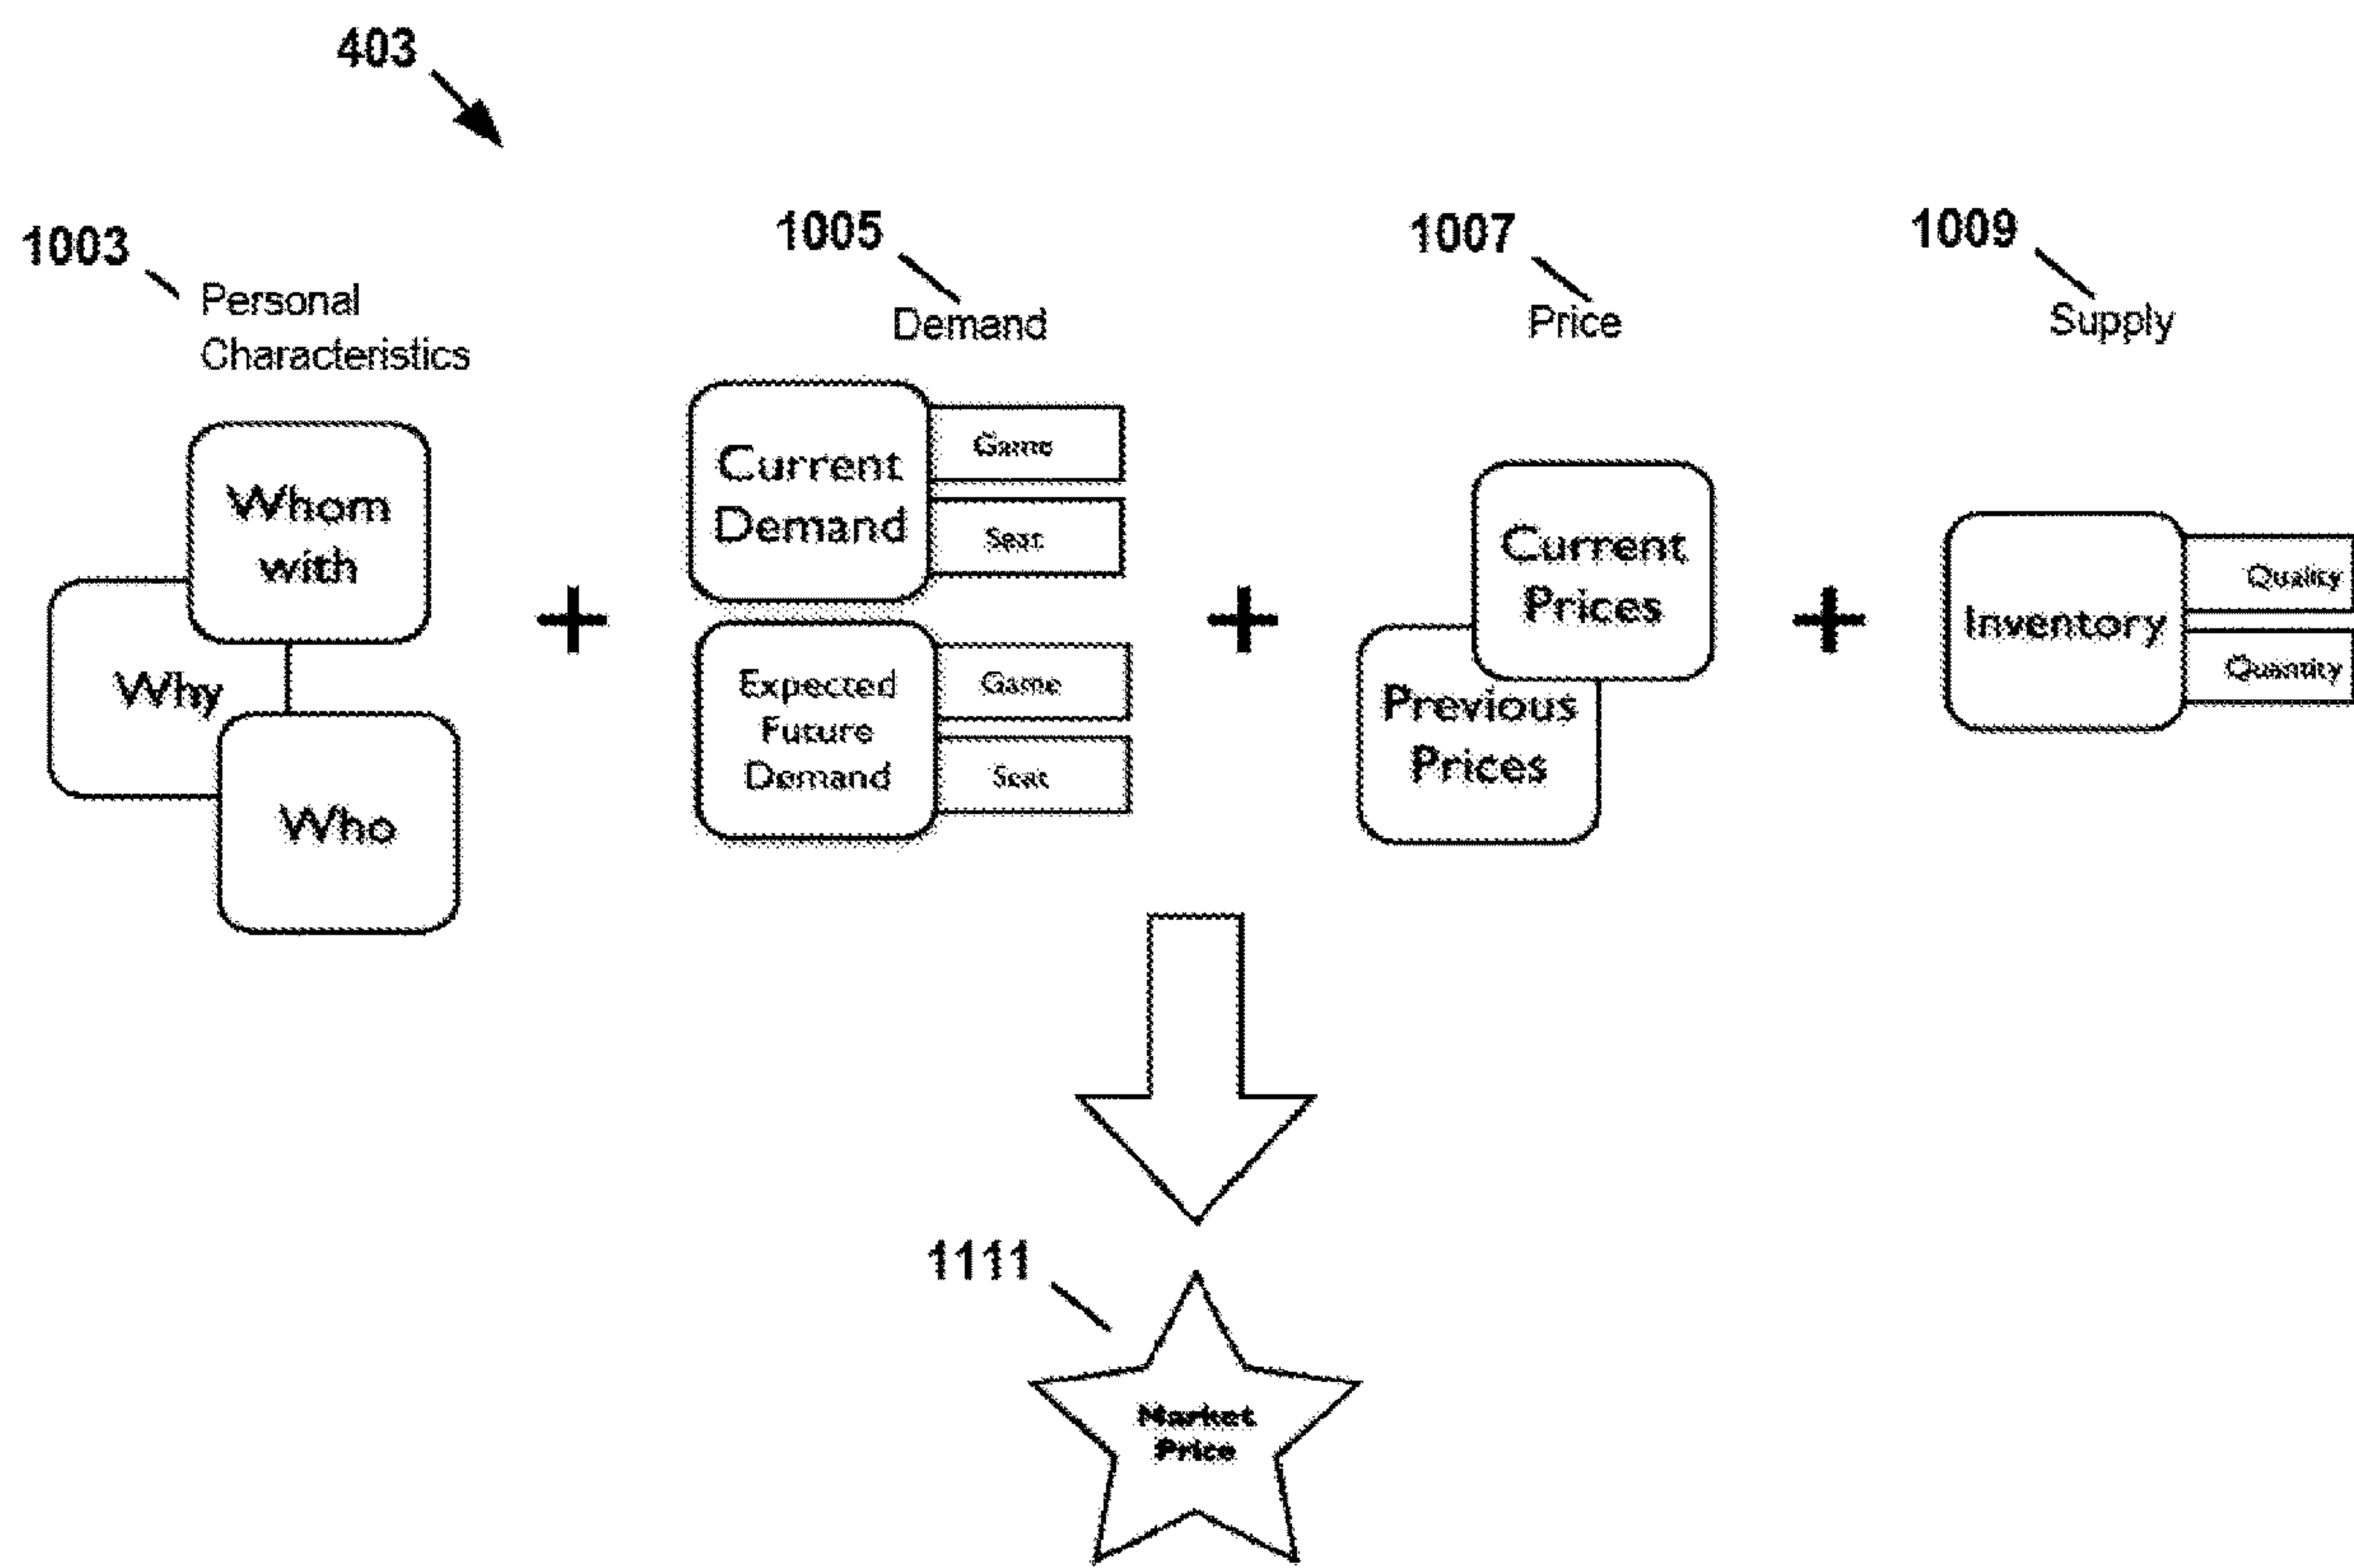 403
1003
Personal
Characteristics
1005
Demand
1007
Price
1009
Supply
Whom
with
Why
Who
+
Current
Demand
Game
Seat
Expected
Future
Demand
Game
Seat
+
Current
Prices
Previous
Prices
+
Inventory
Quality
Quantity
1111
Market
Price